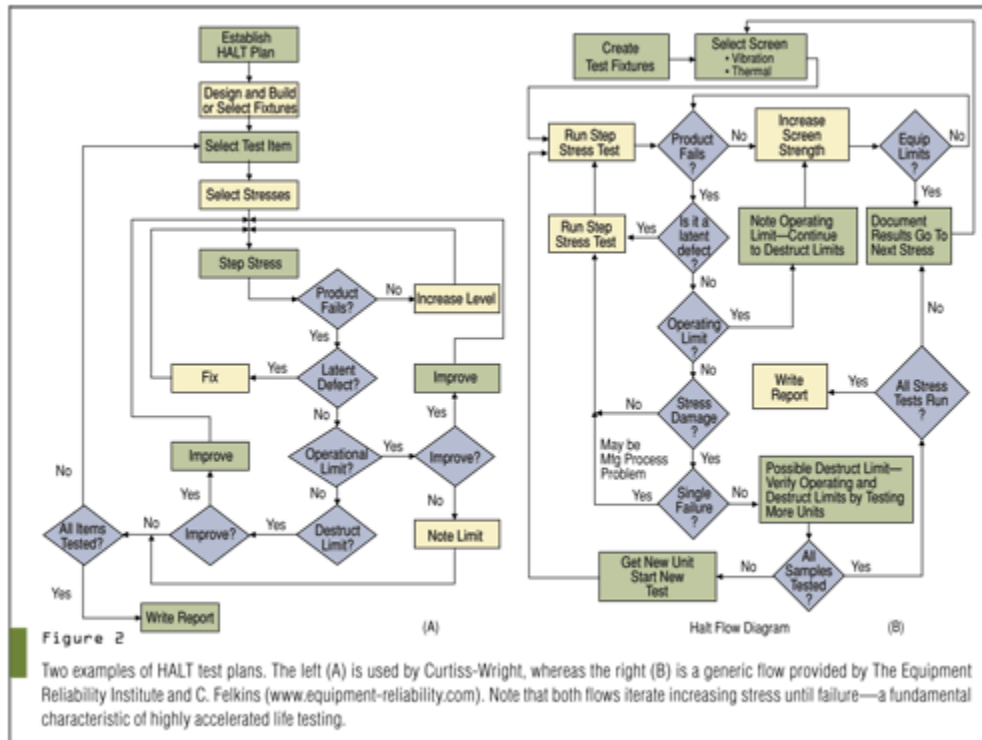 Establish
HALT Plan
Design and Build
or Select Fixtures
Select Test Item
Select Stresses
Step Stress
Product
Fails?
No
Increase Level
Yes
Latent
Defect?
Yes
Fix
No
Improve
Yes
Operational
Limit?
Yes
Improve?
Improve
Yes
No
No
Note Limit
Destruct
Limit?
Yes
Improve?
No
All Items
Tested?
No
Yes
Write Report
(A)
Create
Test Fixtures
Select Screen
• Vibration
• Thermal
Run Step
Stress Test
Product
Fails
?
No
Increase
Screen
Strength
Equip
Limits
?
No
Yes
Yes
Run Step
Stress Test
Yes
Is it a
latent
defect
?
Note Operating
Limit—Continue
to Destruct Limits
Document
Results Go To
Next Stress
No
Operating
Limit
?
Yes
No
No
Stress
Damage
?
No
Write
Report
Yes
All Stress
Tests Run
?
May be
Mfg Process
Problem
Yes
Yes
Single
Failure
?
No
Possible Destruct Limit—
Verify Operating and
Destruct Limits by Testing
More Units
Get New Unit
Start New
Test
No
All
Samples
Tested
?
Yes
Halt Flow Diagram
(B)
Figure 2
Two examples of HALT test plans. The left (A) is used by Curtiss-Wright, whereas the right (B) is a generic flow provided by The Equipment
Reliability Institute and C. Felkins (www.equipment-reliability.com). Note that both flows iterate increasing stress until failure—a fundamental
characteristic of highly accelerated life testing.